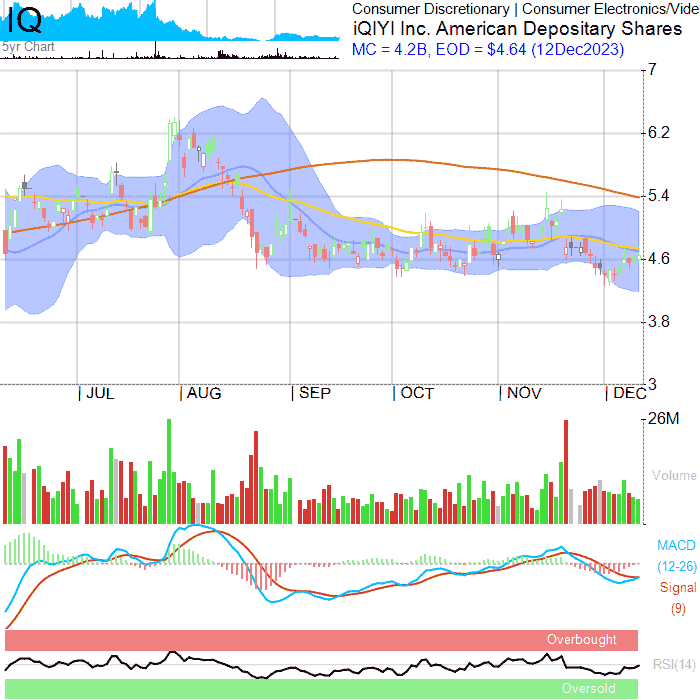 IQ
5yr Chart
Consumer Discretionary | Consumer Electronics/Vide
iQIYI Inc. American Depositary Shares
MC = 4.2B, EOD = $4.64 (12Dec2023)
7
6.2
5.4
4.6
3.8
3
| JUL | AUG | SEP | OCT | NOV | DEC
26M
Volume
MACD
(12-26)
Signal
(9)
Overbought
RSI(14)
Oversold